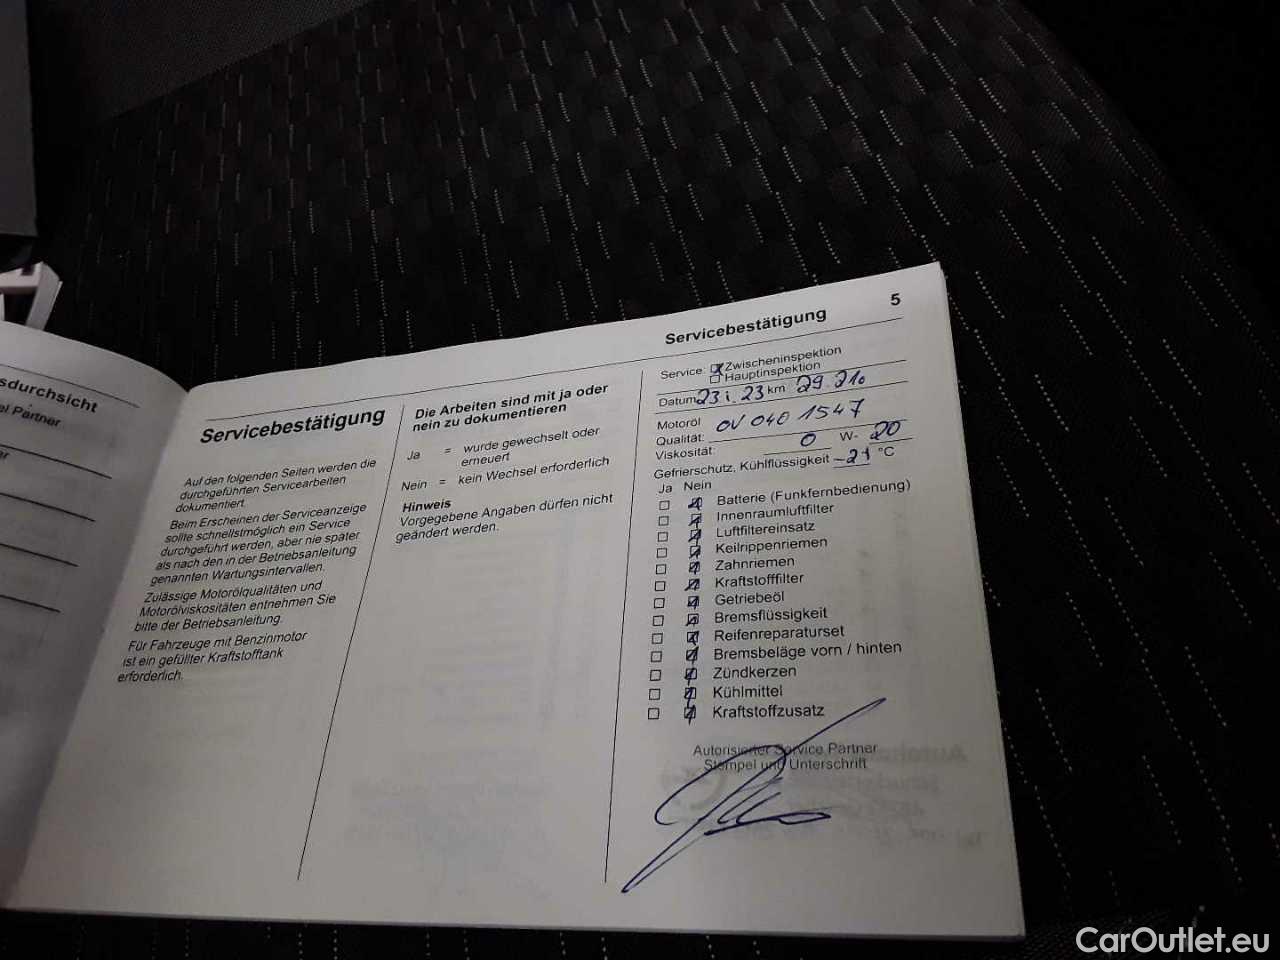 sdurchsicht
el Partner
Servicebestätigung
Auf den folgenden Seiten werden die
durchgeführten Servicearbeiten
dokumentiert.
Beim Erscheinen der Serviceanzeige
sollte schnellstmöglich ein Service
durchgeführt werden, aber nie später
als nach den in der Betriebsanleitung
genannten Wartungsintervallen.
Zulässige Motorölqualitäten und
Motorölviskositäten entnehmen Sie
bitte der Betriebsanleitung.
Für Fahrzeuge mit Benzinmotor
ist ein gefüllter Kraftstofftank
erforderlich.
Die Arbeiten sind mit ja oder
nein zu dokumentieren
Ja = wurde gewechselt oder
erneuert
Nein = kein Wechsel erforderlich
Hinweis
Vorgegebene Angaben dürfen nicht
geändert werden.
Servicebestätigung 5
Service: Zwischeninspektion
Hauptinspektion
Datum 23 1. 23 km 29.210
Motoröl
Qualität: OV 040 1547
Viskosität: 0 W- 20
Gefrierschutz, Kühlflüssigkeit -21 °C
Ja Nein
Batterie (Funkfernbedienung)
Innenraumluftfilter
Luftfiltereinsatz
Keilrippenriemen
Zahnriemen
Kraftstofffilter
Getriebeöl
Bremsflüssigkeit
Reifenreparaturset
Bremsbeläge vorn / hinten
Zündkerzen
Kühlmittel
Kraftstoffzusatz
Autorisierter Service Partner
Stempel und Unterschrift
CarOutlet.eu